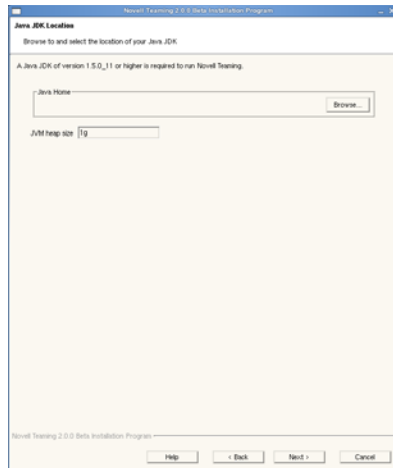 Novell Teaming 2.0.0 Beta Installation Program
Java JDK Location
Browse to and select the location of your Java JDK
A Java JDK of version 1.5.0_11 or higher is required to run Novell Teaming.
Java Home
Browse...
JVM heap size 1g
Novell Teaming 2.0.0 Beta Installation Program
Help < Back Next > Cancel